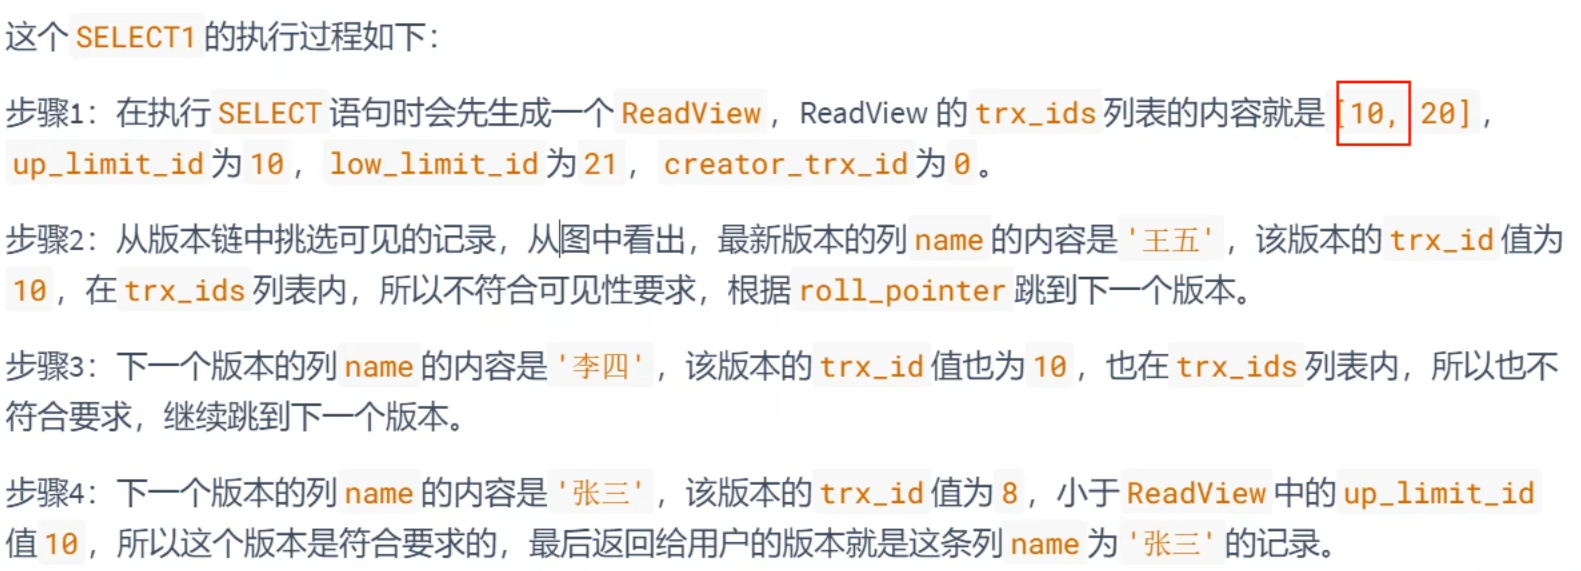 这个 SELECT1 的执行过程如下：
步骤1：在执行 SELECT 语句时会先生成一个 ReadView ，ReadView 的 trx_ids 列表的内容就是 [10, 20] ，
up_limit_id 为 10 ， low_limit_id 为 21 ， creator_trx_id 为 0 。
步骤2：从版本链中挑选可见的记录，从图中看出，最新版本的列 name 的内容是 '王五' ，该版本的 trx_id 值为
10 ，在 trx_ids 列表内，所以不符合可见性要求，根据 roll_pointer 跳到下一个版本。
步骤3：下一个版本的列 name 的内容是 '李四' ，该版本的 trx_id 值也为 10 ，也在 trx_ids 列表内，所以也不
符合要求，继续跳到下一个版本。
步骤4：下一个版本的列 name 的内容是 '张三' ，该版本的 trx_id 值为 8 ，小于 ReadView 中的 up_limit_id
值 10 ，所以这个版本是符合要求的，最后返回给用户的版本就是这条列 name 为 '张三' 的记录。